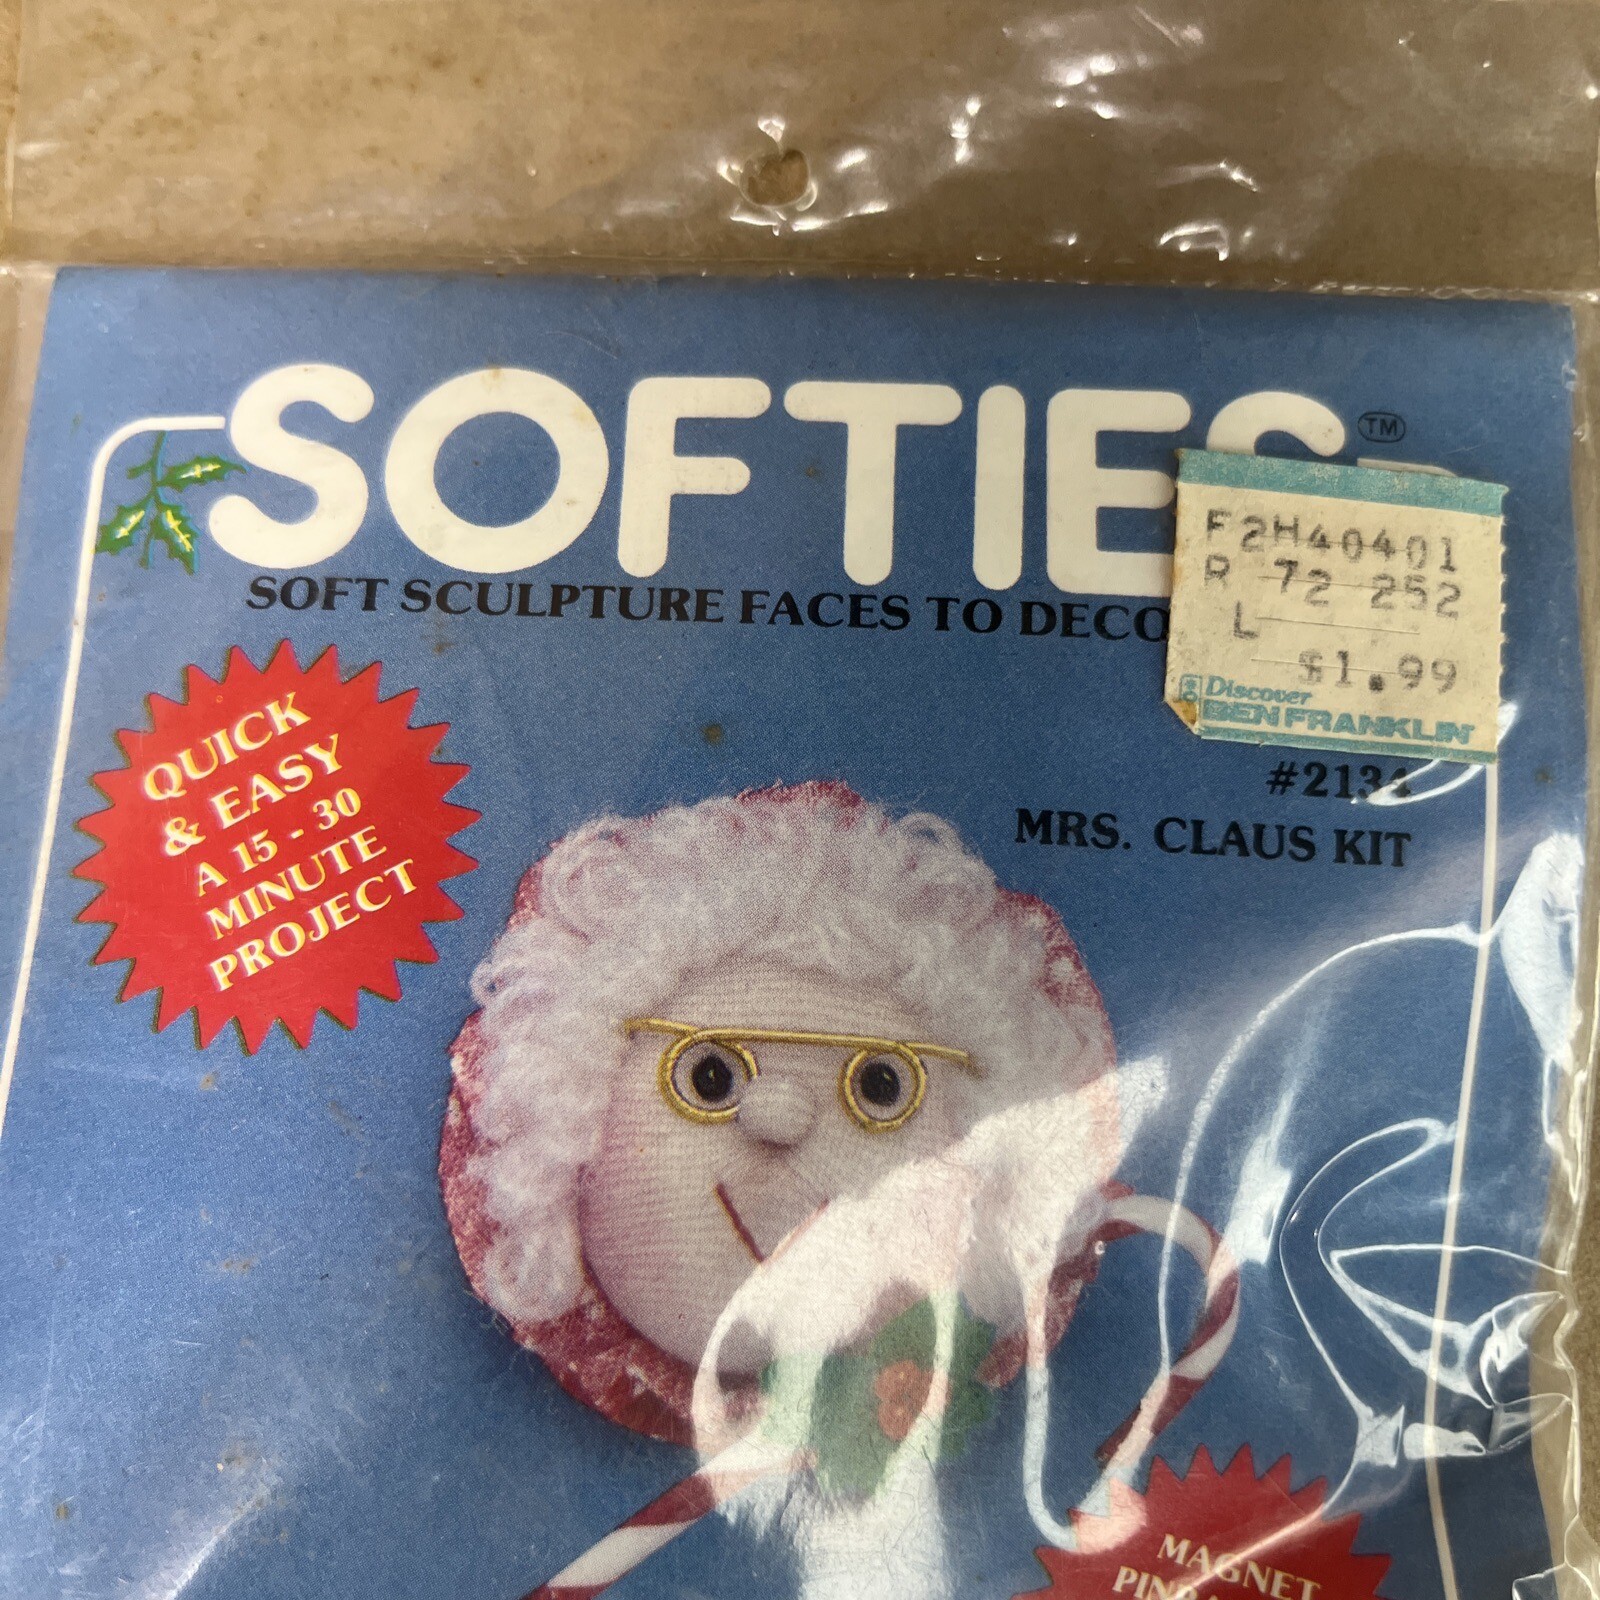 SOFTIES™
SOFT SCULPTURE FACES TO DECO
F2H40401
R 72 252
L
$1.99
Discover
BEN FRANKLIN
#2134
MRS. CLAUS KIT
QUICK
& EASY
A 15 - 30
MINUTE
PROJECT
MAGNET